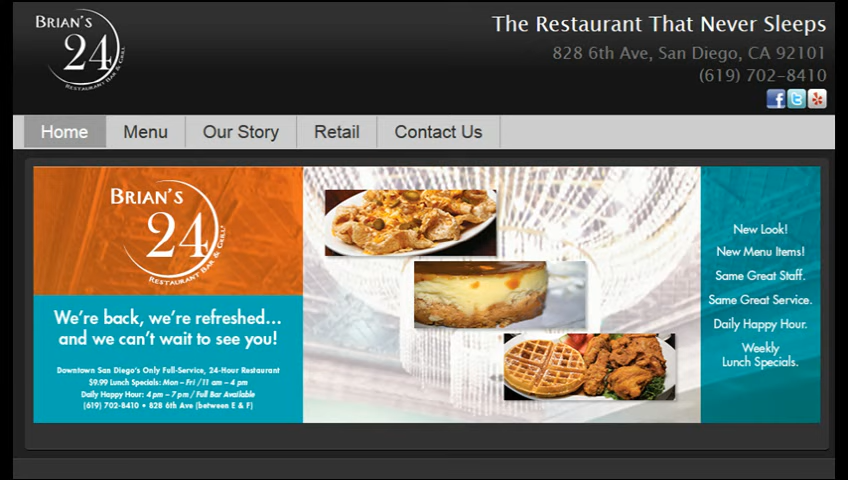 BRIAN'S
24
RESTAURANT BAR & GRILL
The Restaurant That Never Sleeps
828 6th Ave, San Diego, CA 92101
(619) 702-8410
Home
Menu
Our Story
Retail
Contact Us
BRIAN'S
24
RESTAURANT BAR & GRILL!
We're back, we're refreshed...
and we can't wait to see you!
Downtown San Diego's Only Full-Service, 24-Hour Restaurant
$9.99 Lunch Specials: Mon – Fri / 11 am – 4 pm
Daily Happy Hour: 4 pm – 7 pm / Full Bar Available
(619) 702-8410 • 828 6th Ave (between E & F)
New Look!
New Menu Items!
Same Great Staff.
Same Great Service.
Daily Happy Hour.
Weekly
Lunch Specials.